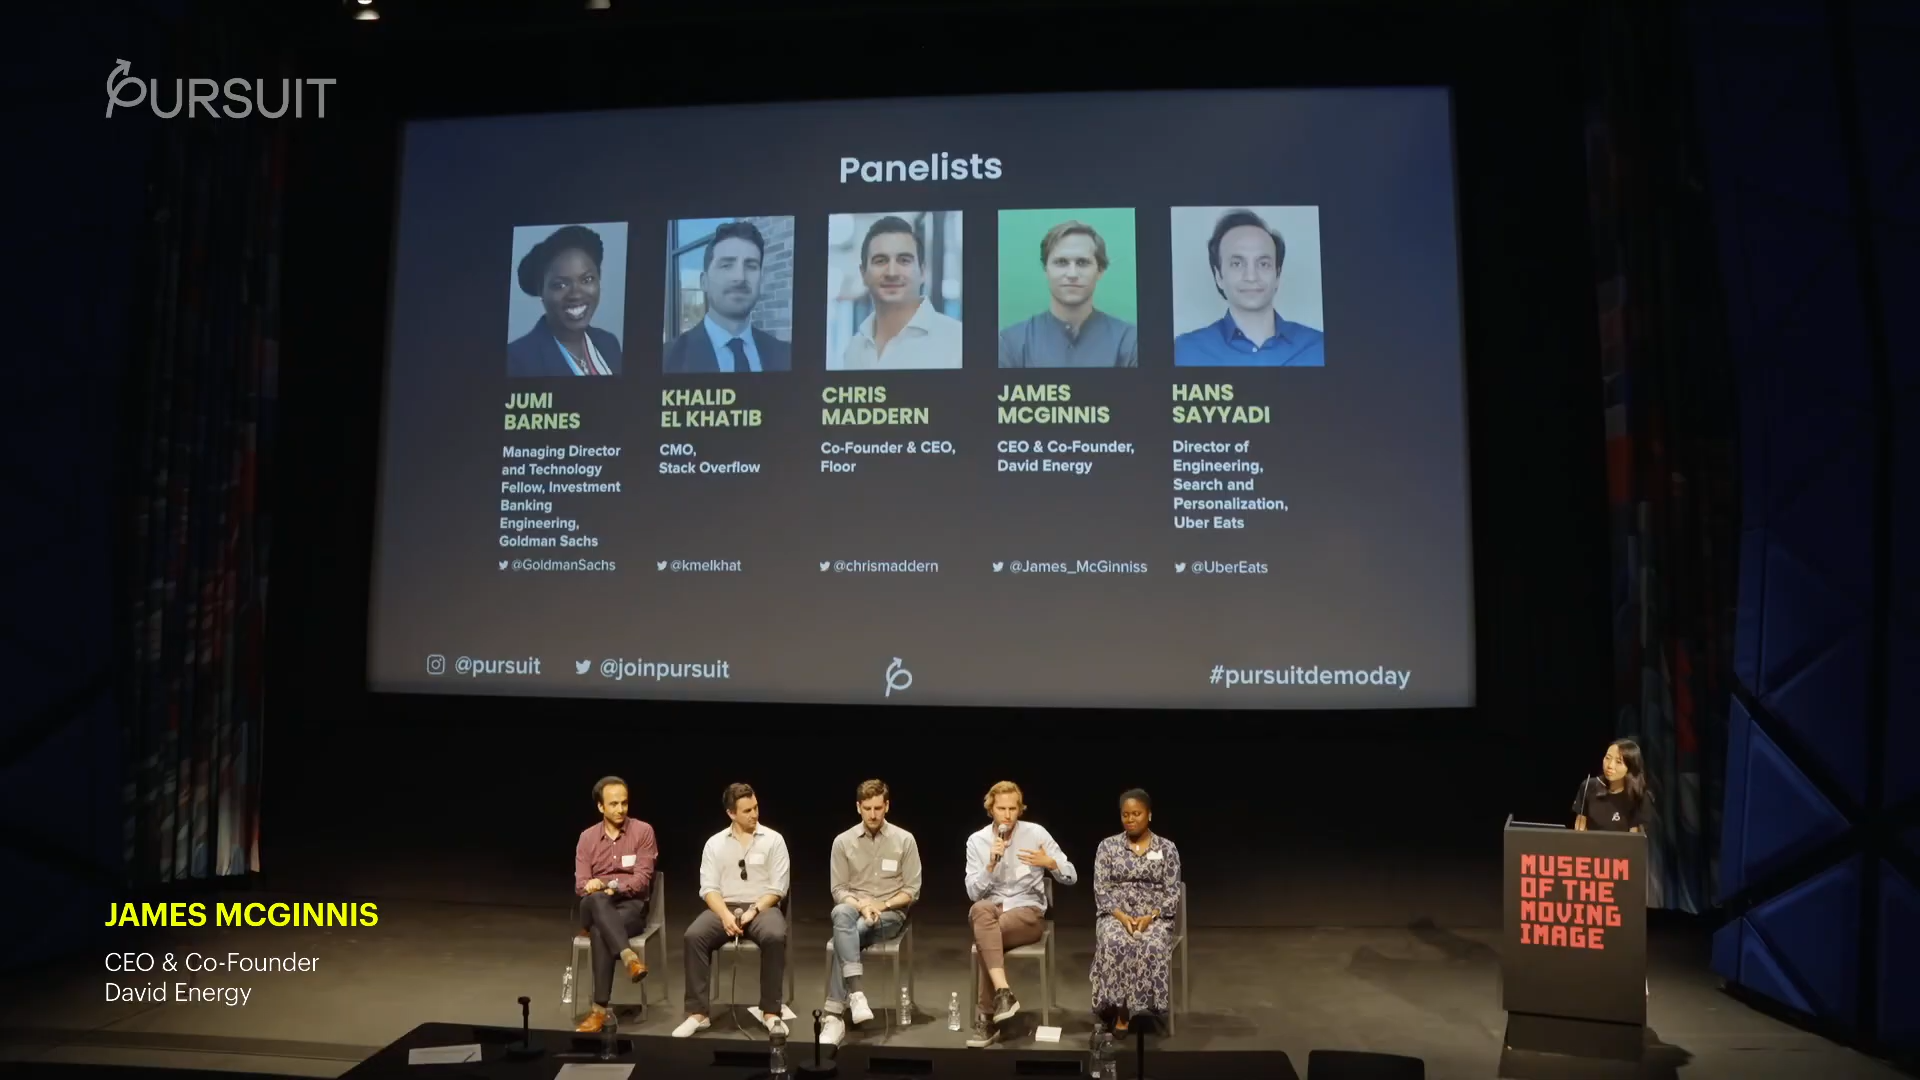 PURSUIT
Panelists
JUMI
BARNES
Managing Director
and Technology
Fellow, Investment
Banking
Engineering,
Goldman Sachs
@GoldmanSachs
KHALID
EL KHATIB
CMO,
Stack Overflow
@kmelkhat
CHRIS
MADDERN
Co-Founder & CEO,
Floor
@chrismaddern
JAMES
MCGINNIS
CEO & Co-Founder,
David Energy
@James_McGinniss
HANS
SAYYADI
Director of
Engineering,
Search and
Personalization,
Uber Eats
@UberEats
@pursuit
@joinpursuit
#pursuitdemoday
MUSEUM
OF THE
MOVING
IMAGE
JAMES MCGINNIS
CEO & Co-Founder
David Energy